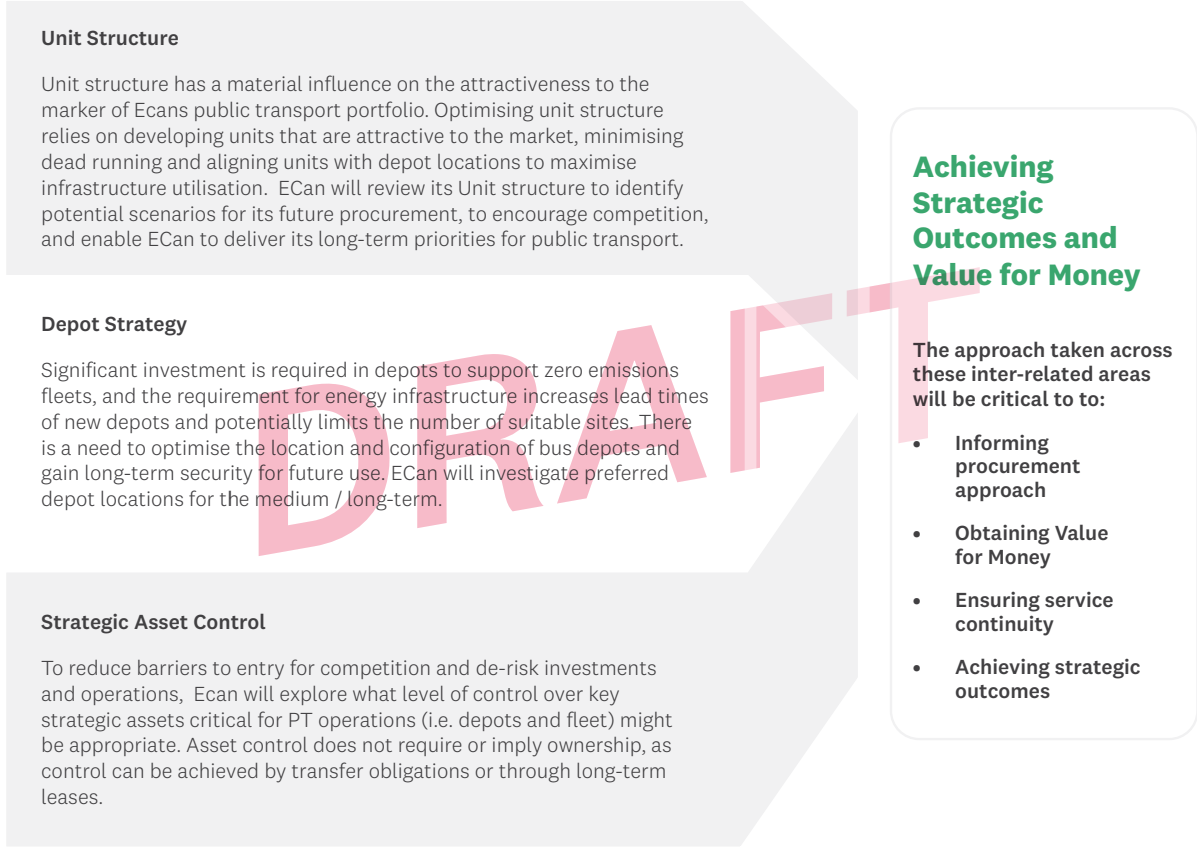 Unit Structure
Unit structure has a material influence on the attractiveness to the
marker of Ecans public transport portfolio. Optimising unit structure
relies on developing units that are attractive to the market, minimising
dead running and aligning units with depot locations to maximise
infrastructure utilisation.  ECan will review its Unit structure to identify
potential scenarios for its future procurement, to encourage competition,
and enable ECan to deliver its long-term priorities for public transport.
Depot Strategy
Significant investment is required in depots to support zero emissions
fleets, and the requirement for energy infrastructure increases lead times
of new depots and potentially limits the number of suitable sites. There
is a need to optimise the location and configuration of bus depots and
gain long-term security for future use. ECan will investigate preferred
depot locations for the medium / long-term.
Strategic Asset Control
To reduce barriers to entry for competition and de-risk investments
and operations,  Ecan will explore what level of control over key
strategic assets critical for PT operations (i.e. depots and fleet) might
be appropriate. Asset control does not require or imply ownership, as
control can be achieved by transfer obligations or through long-term
leases.
Achieving
Strategic
Outcomes and
Value for Money
The approach taken across
these inter-related areas
will be critical to to:
• Informing
procurement
approach
• Obtaining Value
for Money
• Ensuring service
continuity
• Achieving strategic
outcomes
DRAFT